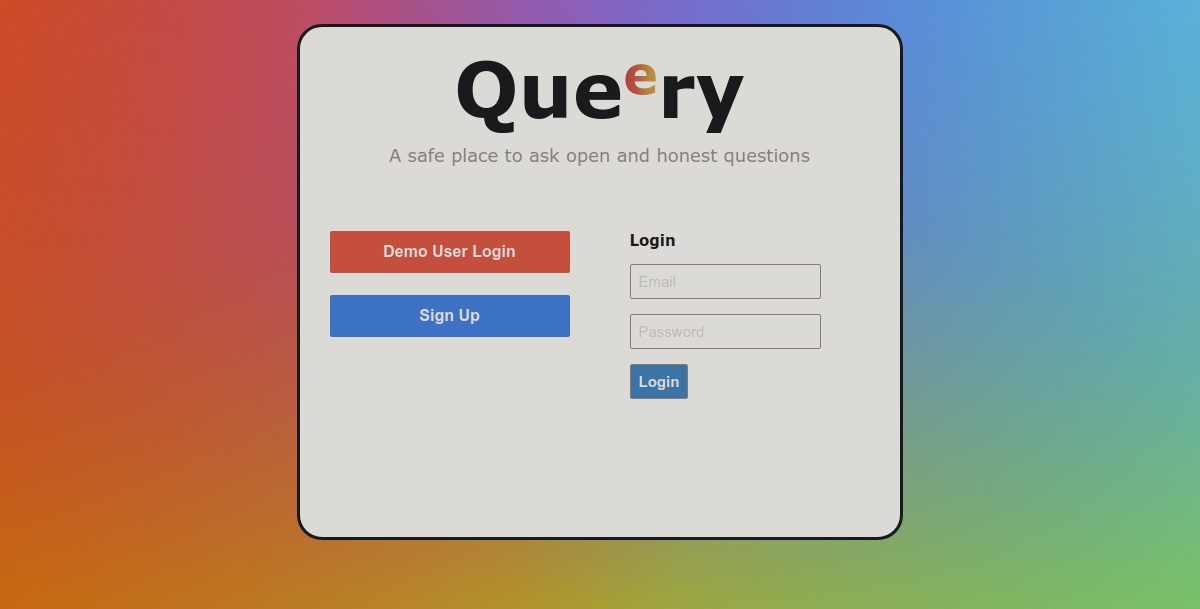 Queery
A safe place to ask open and honest questions
Demo User Login
Sign Up
Login
Email
Password
Login